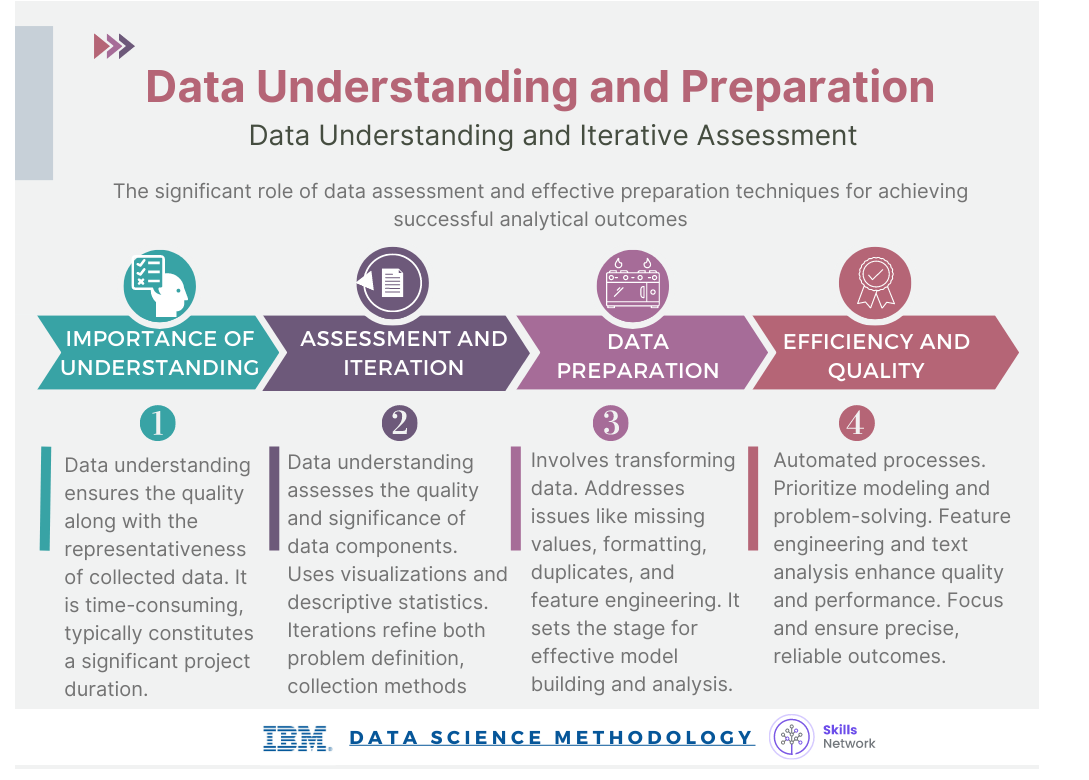 Data Understanding and Preparation
Data Understanding and Iterative Assessment
The significant role of data assessment and effective preparation techniques for achieving
successful analytical outcomes
IMPORTANCE OF
UNDERSTANDING
ASSESSMENT AND
ITERATION
DATA
PREPARATION
EFFICIENCY AND
QUALITY
1
Data understanding
ensures the quality
along with the
representativeness
of collected data. It
is time-consuming,
typically constitutes
a significant project
duration.
2
Data understanding
assesses the quality
and significance of
data components.
Uses visualizations and
descriptive statistics.
Iterations refine both
problem definition,
collection methods
3
Involves transforming
data. Addresses
issues like missing
values, formatting,
duplicates, and
feature engineering. It
sets the stage for
effective model
building and analysis.
4
Automated processes.
Prioritize modeling and
problem-solving. Feature
engineering and text
analysis enhance quality
and performance. Focus
and ensure precise,
reliable outcomes.
IBM®
DATA SCIENCE METHODOLOGY
Skills
Network